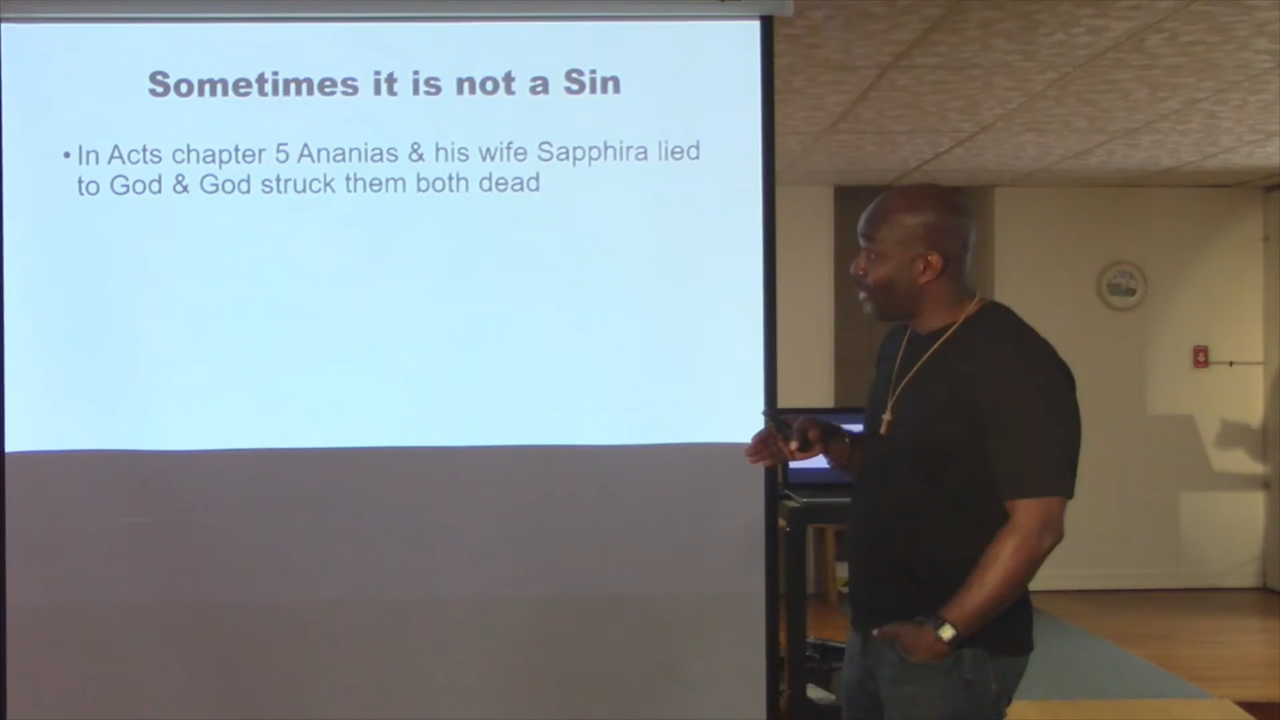 Sometimes it is not a Sin
• In Acts chapter 5 Ananias & his wife Sapphira lied
to God & God struck them both dead